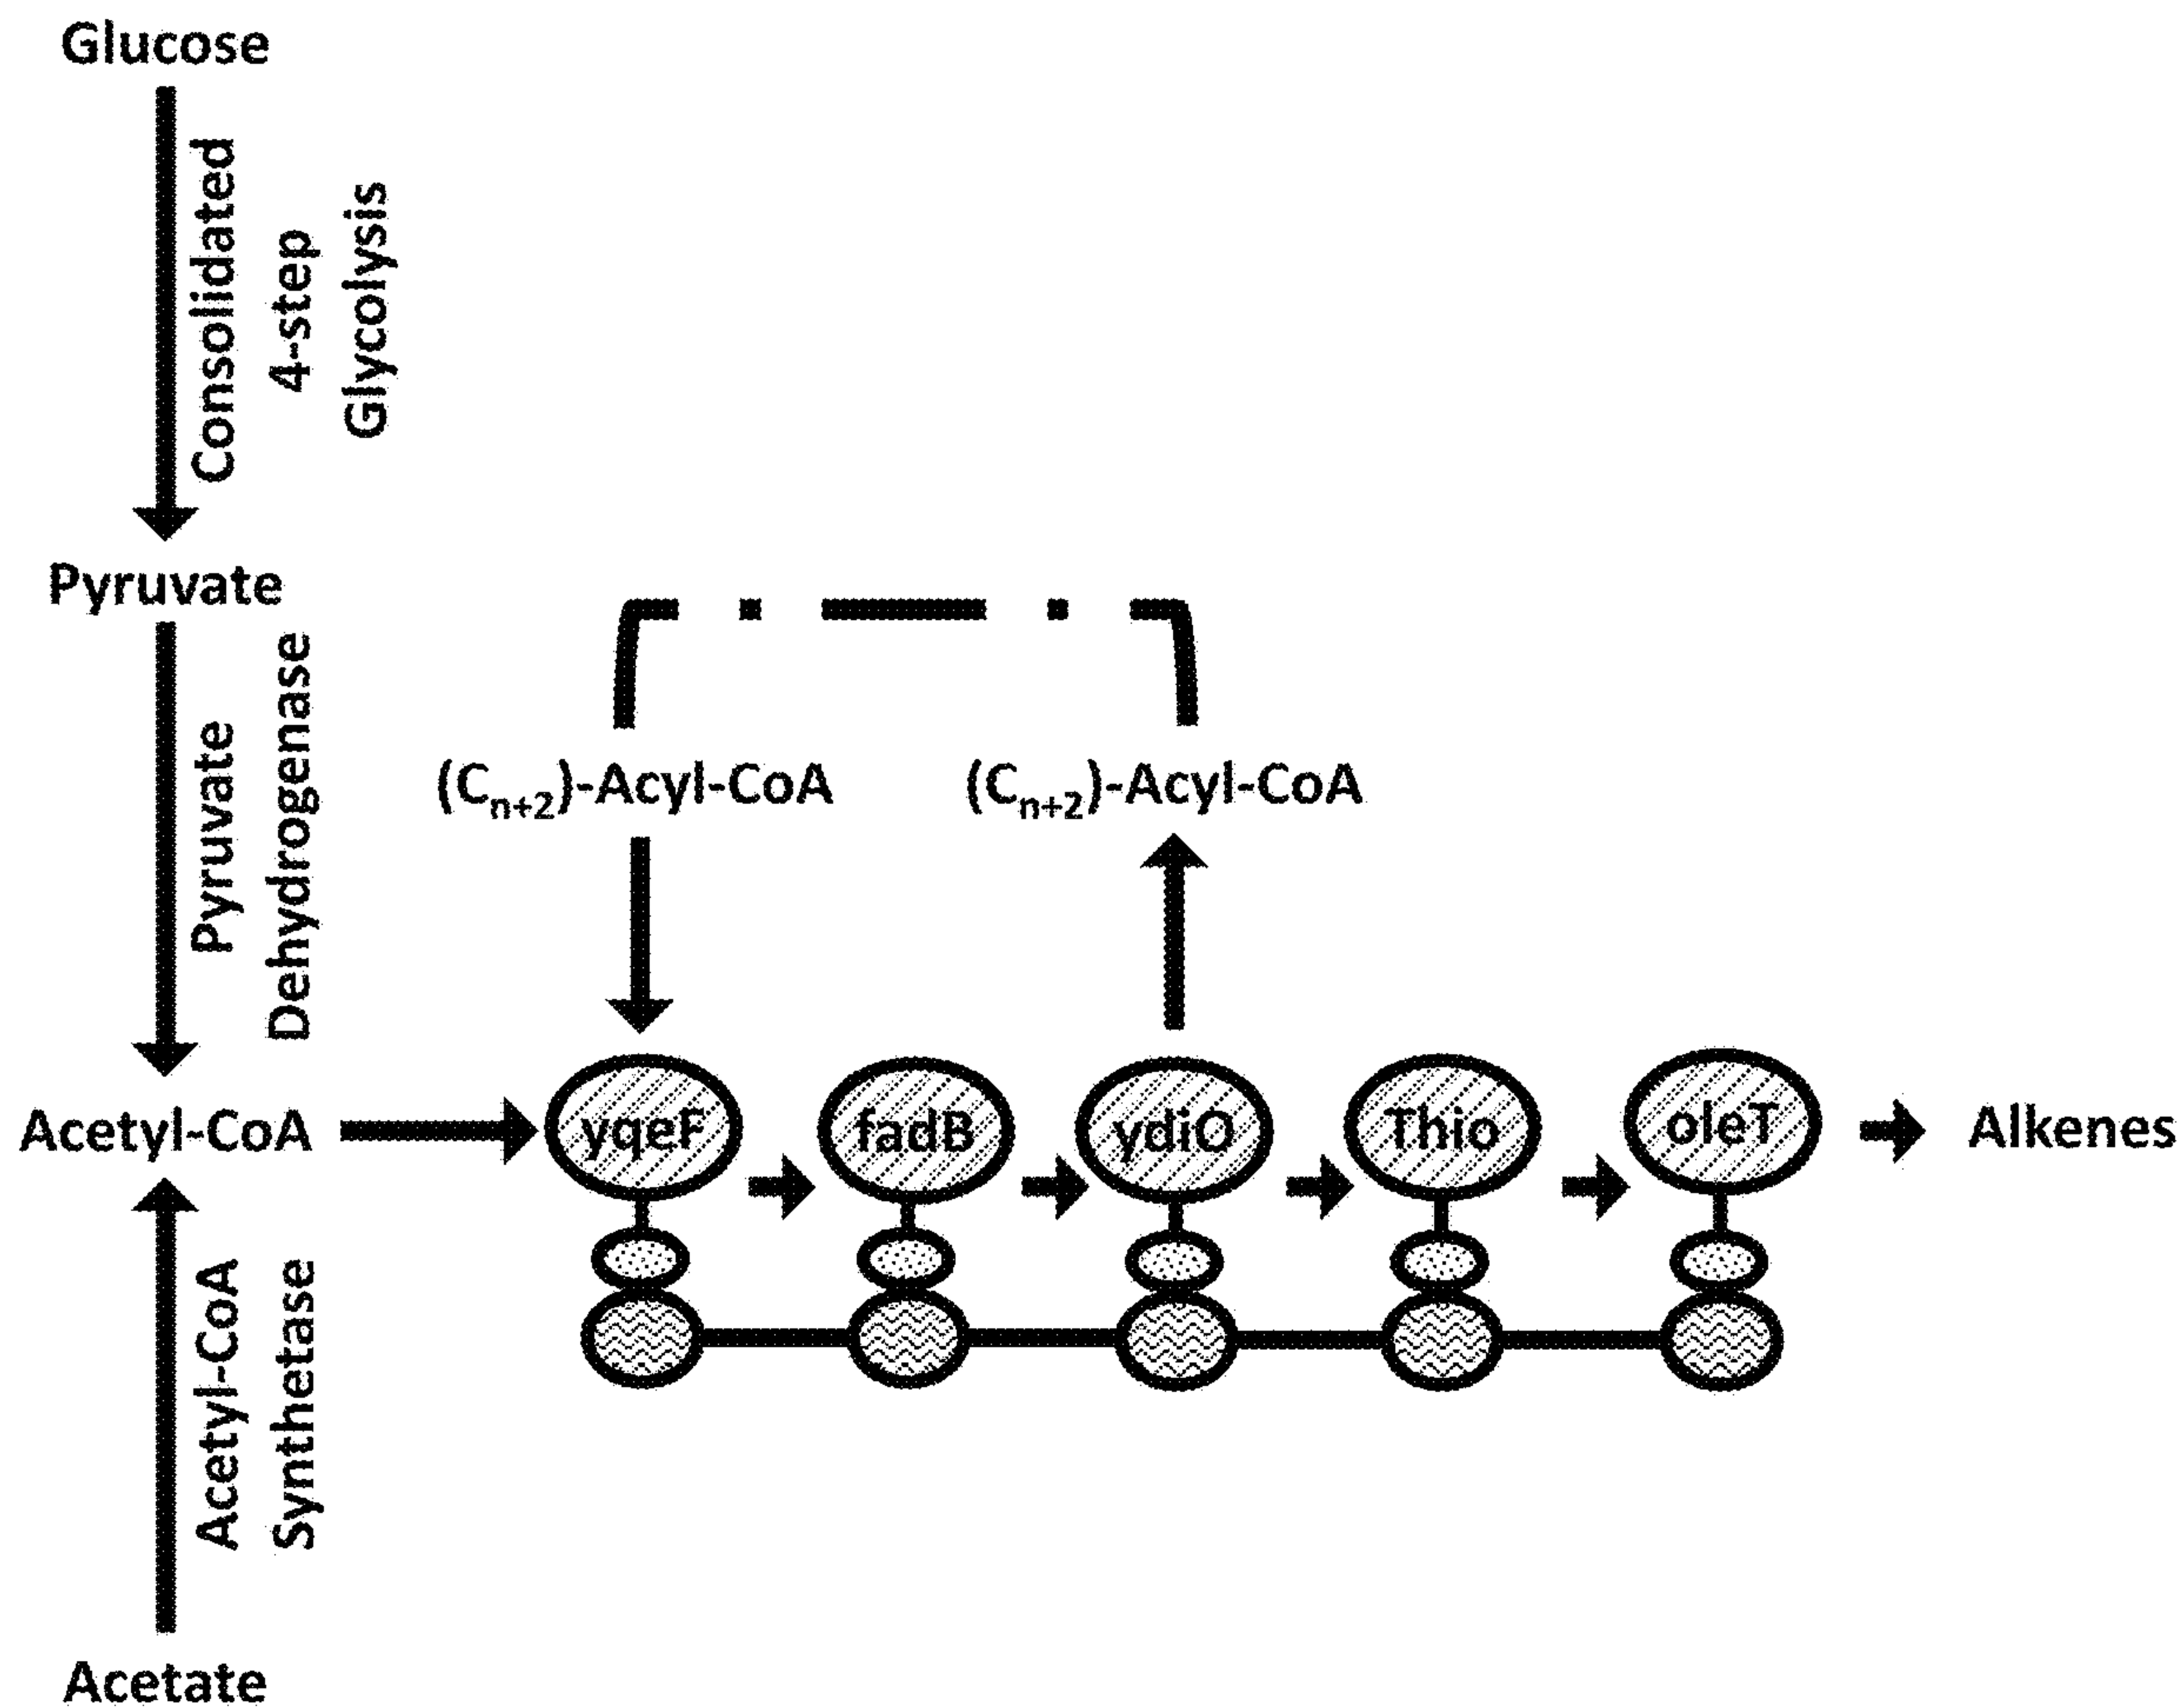 Glucose
Consolidated
4-step
Glycolysis
Pyruvate
Pyruvate
Dehydrogenase
(Cn+2)-Acyl-CoA
(Cn+2)-Acyl-CoA
Acetyl-CoA
yqeF
fadB
ydiO
Thio
oleT
Alkenes
Acetyl-CoA
Synthetase
Acetate